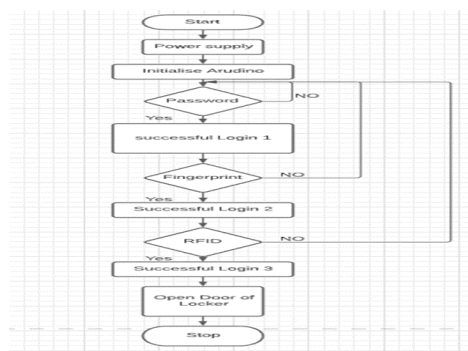 Start
Power supply
Initialise Arudino
Password
NO
Yes
successful Login 1
Fingerprint
NO
Yes
Successful Login 2
RFID
NO
Yes
Successful Login 3
Open Door of
Locker
Stop